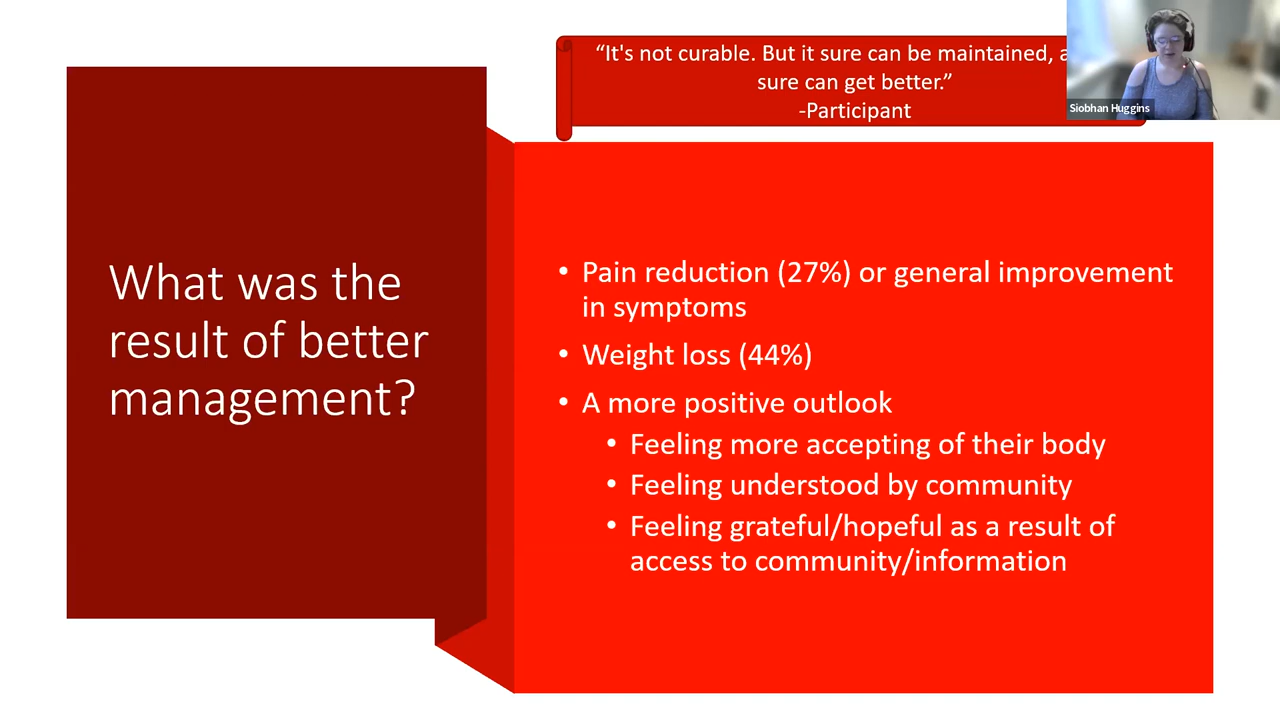 “It's not curable. But it sure can be maintained,
sure can get better.”
-Participant
Siobhan Huggins
What was the
result of better
management?
• Pain reduction (27%) or general improvement
in symptoms
• Weight loss (44%)
• A more positive outlook
• Feeling more accepting of their body
• Feeling understood by community
• Feeling grateful/hopeful as a result of
access to community/information